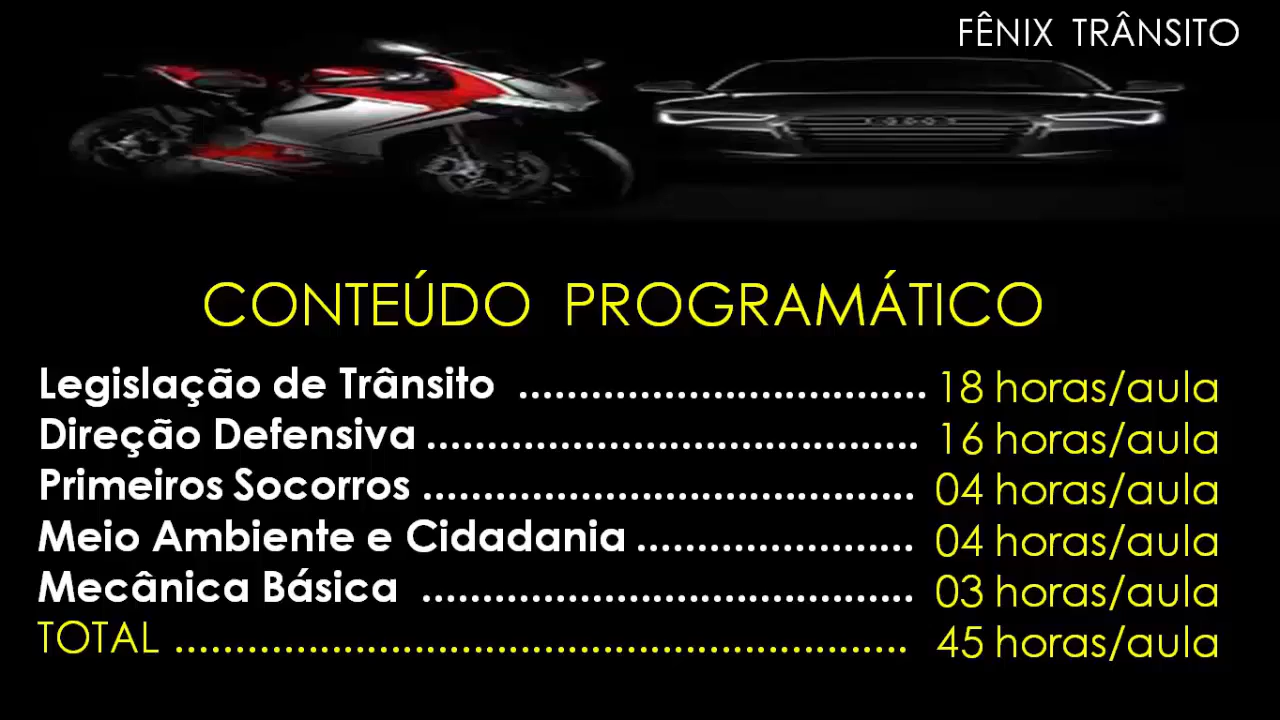 FÊNIX TRÂNSITO
CONTEÚDO PROGRAMÁTICO
Legislação de Trânsito .................................. 18 horas/aula
Direção Defensiva ......................................... 16 horas/aula
Primeiros Socorros ......................................... 04 horas/aula
Meio Ambiente e Cidadania ....................... 04 horas/aula
Mecânica Básica ......................................... 03 horas/aula
TOTAL ............................................................. 45 horas/aula